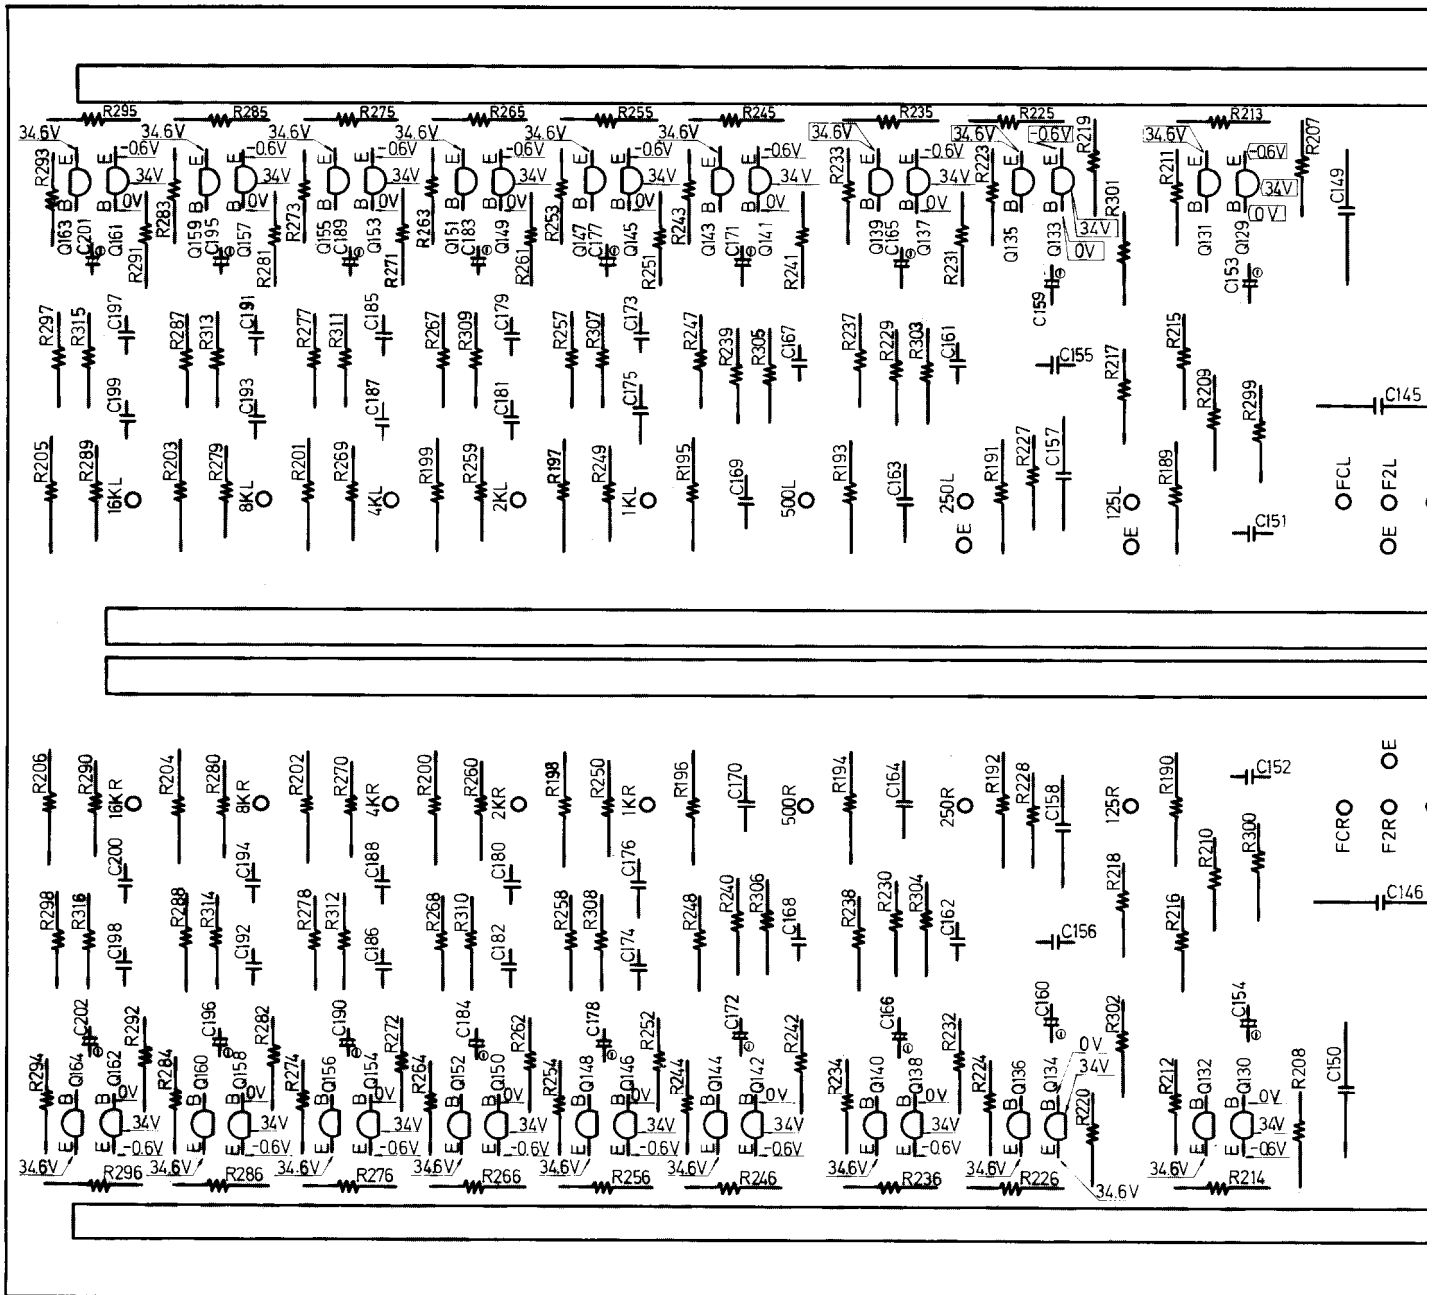 R295 R285 R275 R265 R255 R245 R235 R225 R219 R213 R207
34.6V 34.6V 34.6V 34.6V 34.6V 34.6V 34.6V 34.6V -0.6V 34.6V
R293 B E B E -0.6V 34V 0V R283 B E B E -0.6V 34V 0V R273 B E B E -0.6V 34V 0V R263 B E B E -0.6V 34V 0V R253 B E B E -0.6V 34V 0V R243 B E B E -0.6V 34V 0V R233 B E B E -0.6V 34V 0V R223 B E B E 34V 0V R301 R211 B E B E -0.6V 34V 0V C149
Q163 C201 Q161 R291 Q159 C195 Q157 R281 Q155 C189 Q153 R271 Q151 C183 Q149 R261 Q147 C177 Q145 R251 Q143 C171 Q141 R241 Q139 C165 Q137 R231 Q135 C159 Q133 Q131 C153 Q129
R297 R315 C197 R287 R313 C191 R277 R311 C185 R267 R309 C179 R257 R307 C173 R247 R239 R305 C167 R237 R229 R303 C161 C155 R217 R215 R209 R299
C199 C193 C187 C181 C175 C145
R205 R289 16KL R203 R279 8KL R201 R269 4KL R199 R259 2KL R197 R249 1KL R195 C169 500L R193 C163 250L R191 R227 C157 125L R189 FCL F2L
E E C151 E
R206 R290 16KR R204 R280 8KR R202 R270 4KR R200 R260 2KR R198 R250 1KR R196 C170 500R R194 C164 250R R192 R228 C158 125R R190 C152 E
FCR F2R
C200 C194 C188 C180 C176 R218 R210 R300
R298 R316 C198 R288 R314 C192 R278 R312 C186 R268 R310 C182 R258 R308 C174 R248 R240 R306 C168 R238 R230 R304 C162 C156 R216 C146
C202 R292 C196 R282 C190 R272 C184 R262 C178 R252 C172 R242 C166 R232 C160 R302 C154
R294 Q164 Q162 R284 Q160 Q158 R274 Q156 Q154 R264 Q152 Q150 R254 Q148 Q146 R244 Q144 Q142 R234 Q140 Q138 R224 Q136 Q134 0V 34V R220 R212 Q132 Q130 R208 C150
E B E B 0V 34V -0.6V E B E B 0V 34V -0.6V E B E B 0V 34V -0.6V E B E B 0V 34V -0.6V E B E B 0V 34V -0.6V E B E B 0V 34V -0.6V E B E B 0V 34V -0.6V E B E B E B E B 0V 34V -0.6V
34.6V R296 34.6V R286 34.6V R276 34.6V R266 34.6V R256 34.6V R246 34.6V R236 34.6V R226 34.6V 34.6V R214